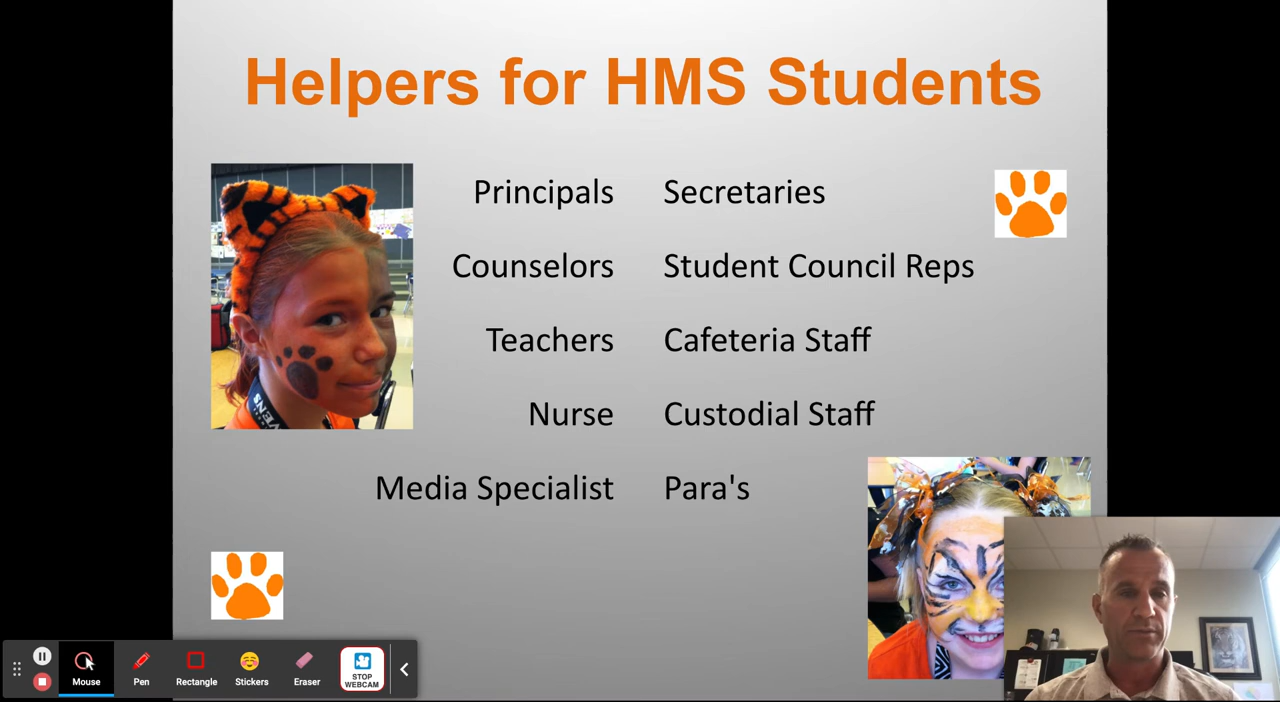 Helpers for HMS Students
Principals
Secretaries
Counselors
Student Council Reps
Teachers
Cafeteria Staff
Nurse
Custodial Staff
Media Specialist
Para's
VENS
Mouse
Pen
Rectangle
Stickers
Eraser
STOP
WEBCAM